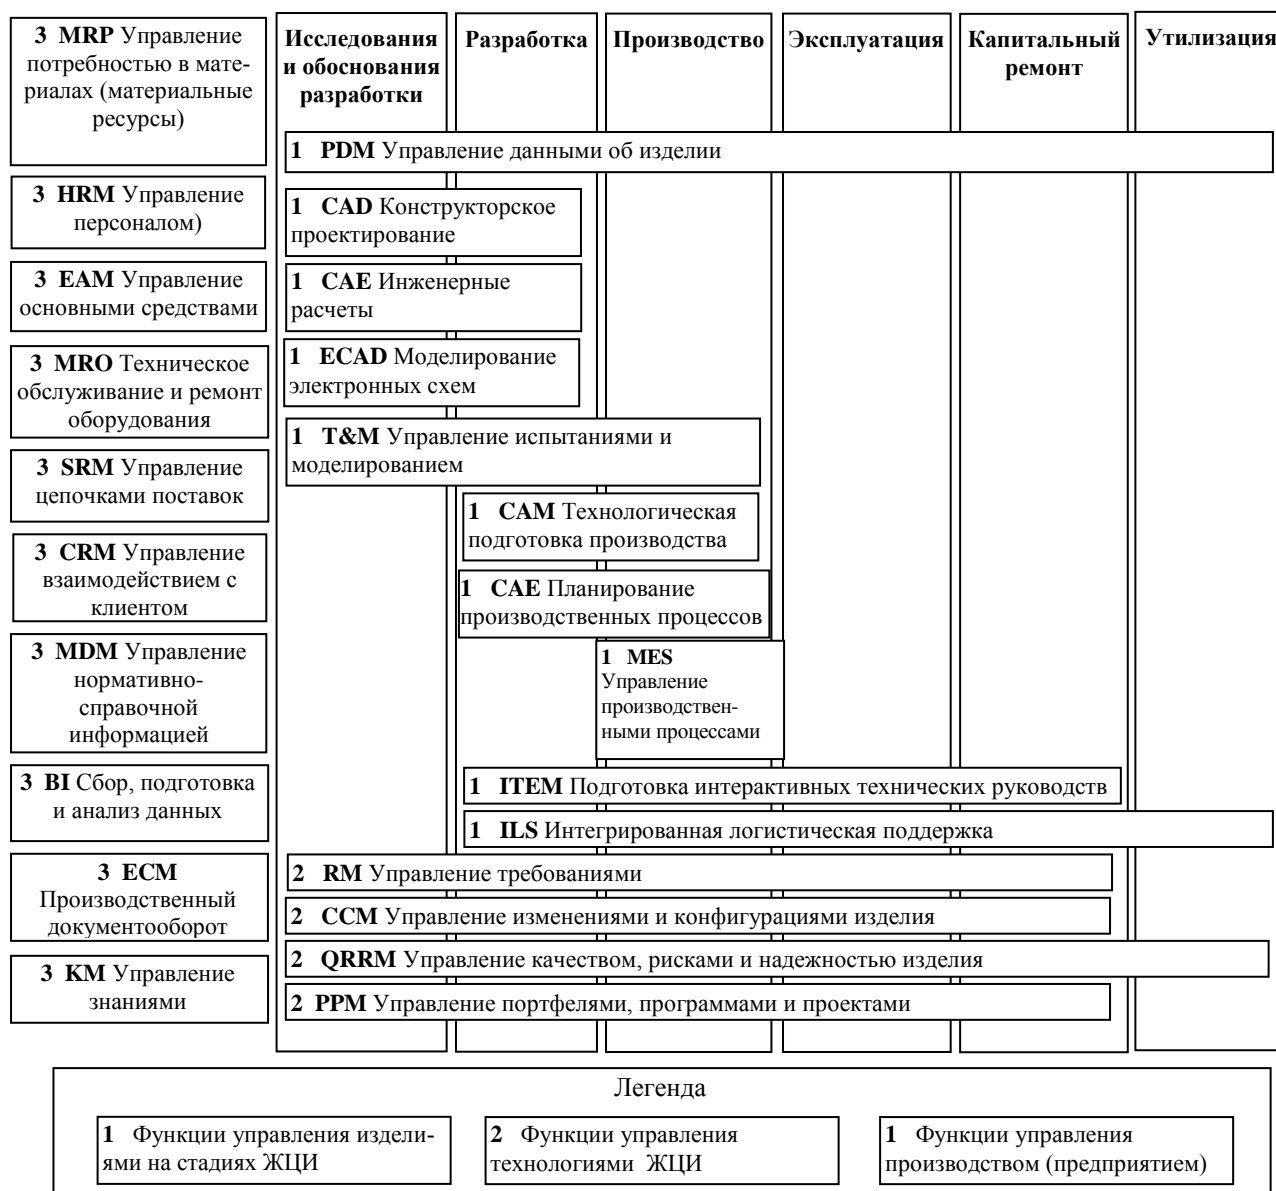 3 MRP Управление
потребностью в мате-
риалах (материальные
ресурсы)
3 HRM Управление
персоналом)
3 EAM Управление
основными средствами
3 MRO Техническое
обслуживание и ремонт
оборудования
3 SRM Управление
цепочками поставок
3 CRM Управление
взаимодействием с
клиентом
3 MDM Управление
нормативно-
справочной
информацией
3 BI Сбор, подготовка
и анализ данных
3 ECM
Производственный
документооборот
3 KM Управление
знаниями
Исследования
и обоснования
разработки
Разработка
Производство
Эксплуатация
Капитальный
ремонт
Утилизация
1 PDM Управление данными об изделии
1 CAD Конструкторское
проектирование
1 CAE Инженерные
расчеты
1 ECAD Моделирование
электронных схем
1 T&M Управление испытаниями и
моделированием
1 CAM Технологическая
подготовка производства
1 CAE Планирование
производственных процессов
1 MES
Управление
производствен-
ными процессами
1 ITEM Подготовка интерактивных технических руководств
1 ILS Интегрированная логистическая поддержка
2 RM Управление требованиями
2 CCM Управление изменениями и конфигурациями изделия
2 QRRM Управление качеством, рисками и надежностью изделия
2 PPM Управление портфелями, программами и проектами
Легенда
1 Функции управления издели-
ями на стадиях ЖЦИ
2 Функции управления
технологиями ЖЦИ
1 Функции управления
производством (предприятием)